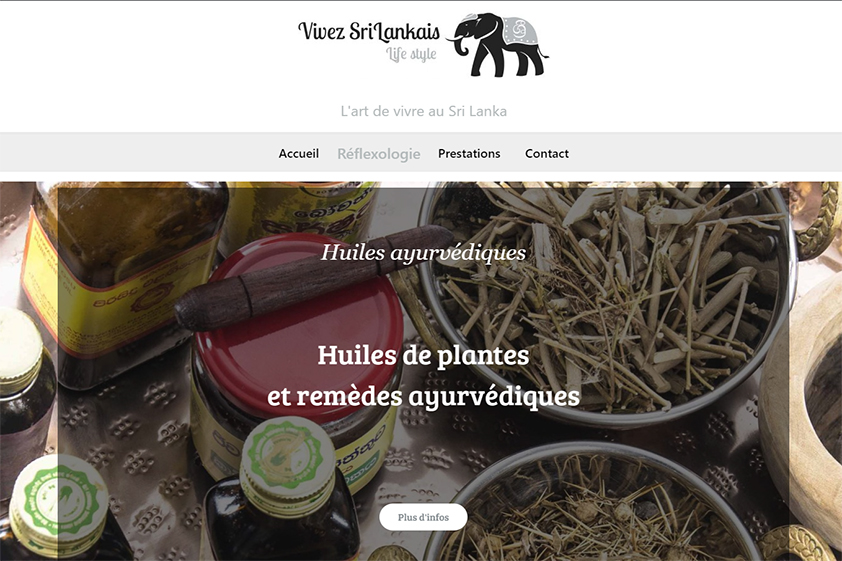 Vivez SriLankais
Life style
L'art de vivre au Sri Lanka
Accueil Réflexologie Prestations Contact
Huiles ayurvédiques
Huiles de plantes
et remèdes ayurvédiques
Plus d'infos